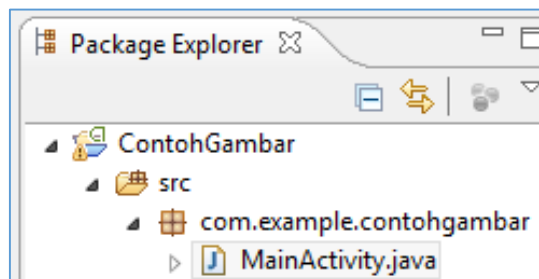 Package Explorer
ContohGambar
src
com.example.contohgambar
MainActivity.java